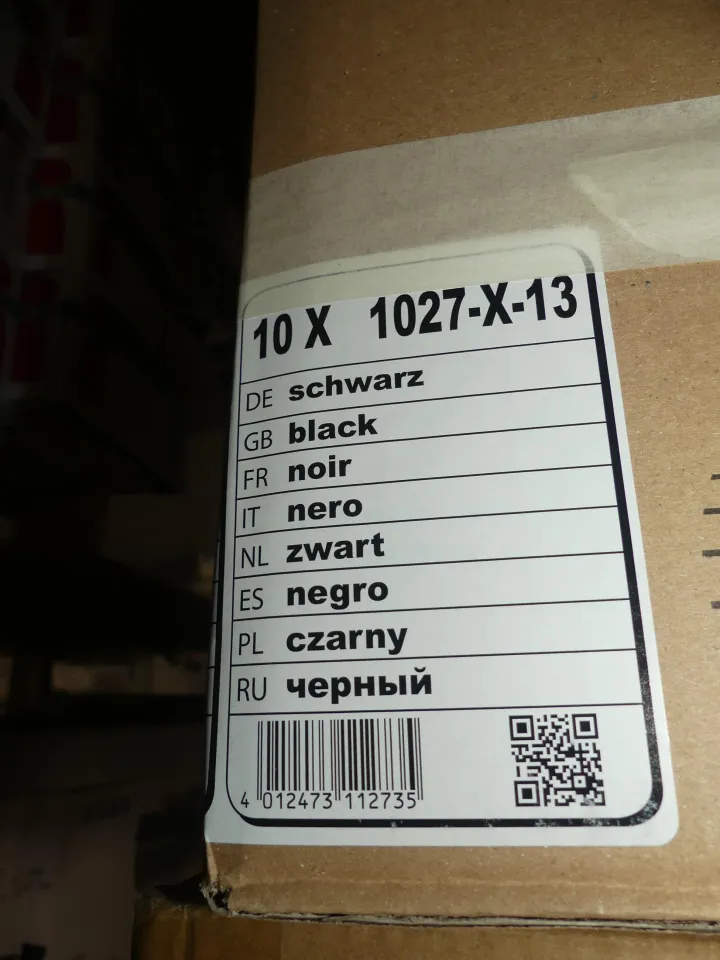 10 X 1027-X-13
DE schwarz
GB black
FR noir
IT nero
NL zwart
ES negro
PL czarny
RU черный
4 012473 112735